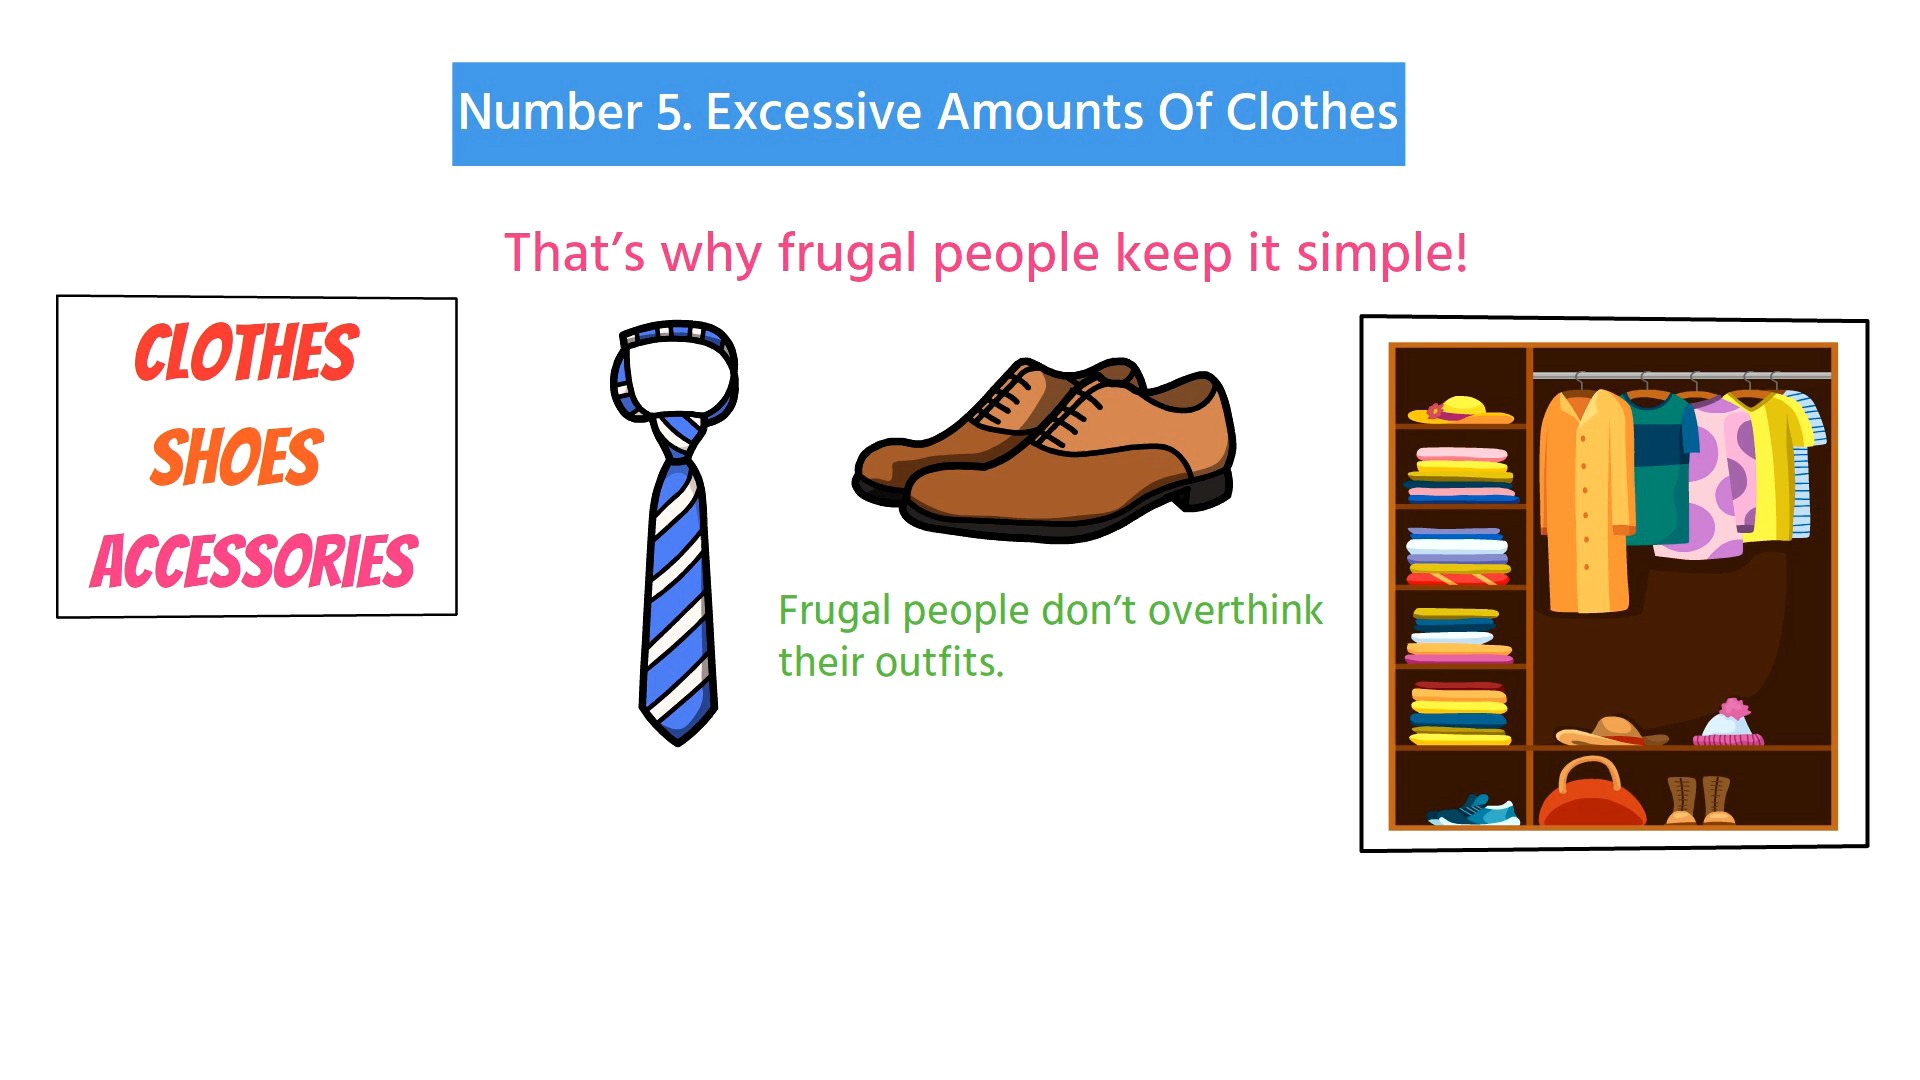 Number 5. Excessive Amounts Of Clothes
That’s why frugal people keep it simple!
CLOTHES
SHOES
ACCESSORIES
Frugal people don’t overthink
their outfits.